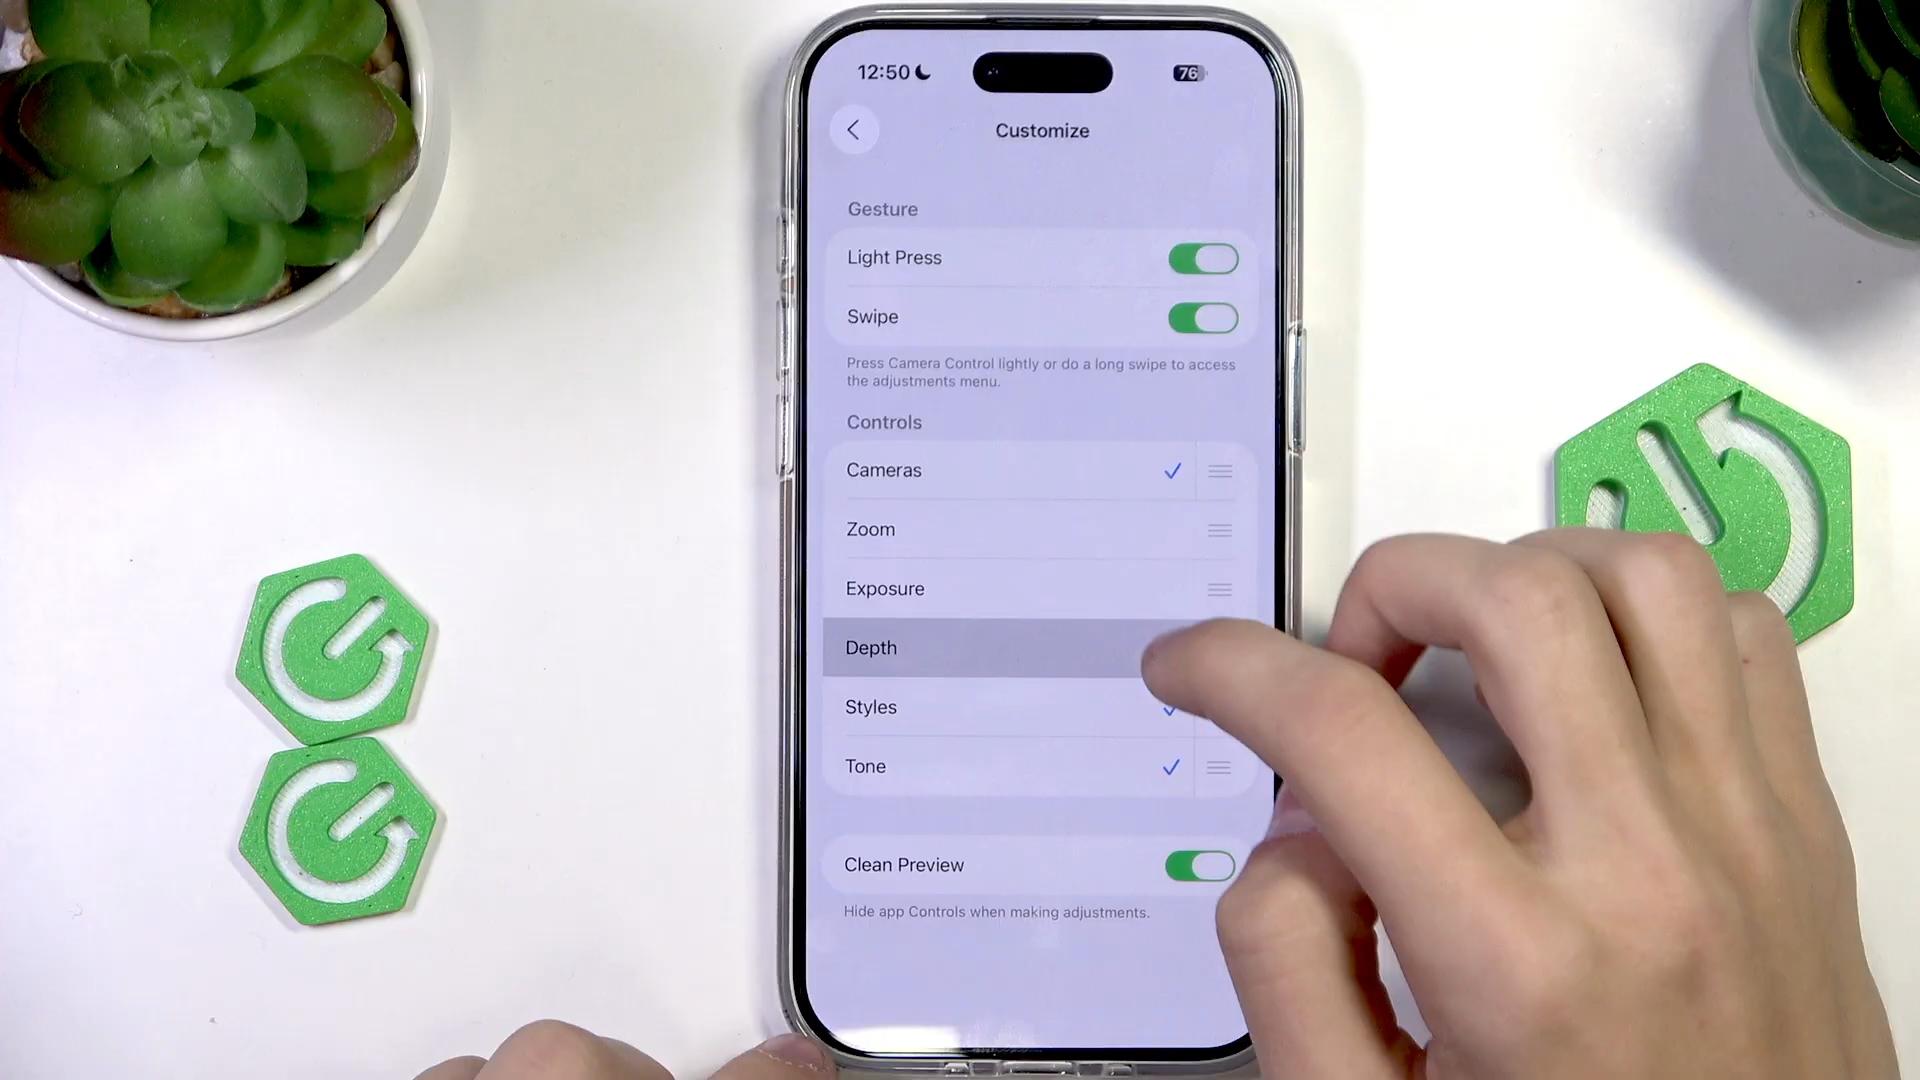 12:50
76
Customize
Gesture
Light Press
Swipe
Press Camera Control lightly or do a long swipe to access
the adjustments menu.
Controls
Cameras
Zoom
Exposure
Depth
Styles
Tone
Clean Preview
Hide app Controls when making adjustments.